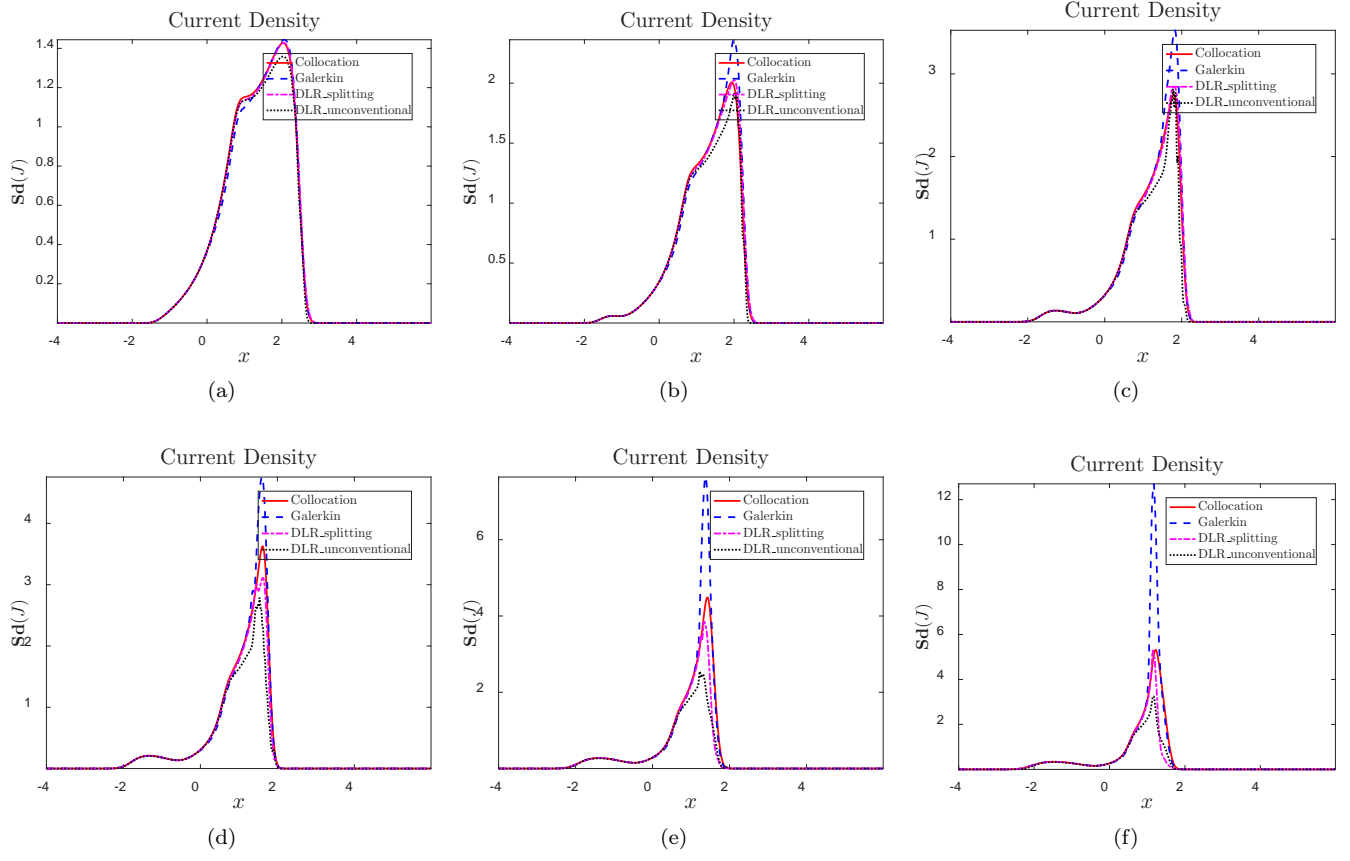 Current Density
1.4
1.2
1
0.8
0.6
0.4
0.2
Sd(J)
Collocation
Galerkin
DLR_splitting
DLR_unconventional
-4 -2 0 2 4
x
(a)
Current Density
2
1.5
1
0.5
Sd(J)
Collocation
Galerkin
DLR_splitting
DLR_unconventional
-4 -2 0 2 4
x
(b)
Current Density
3
2
1
Sd(J)
Collocation
Galerkin
DLR_splitting
DLR_unconventional
-4 -2 0 2 4
x
(c)
Current Density
4
3
2
1
Sd(J)
Collocation
Galerkin
DLR_splitting
DLR_unconventional
-4 -2 0 2 4
x
(d)
Current Density
6
4
2
Sd(J)
Collocation
Galerkin
DLR_splitting
DLR_unconventional
-4 -2 0 2 4
x
(e)
Current Density
12
10
8
6
4
2
Sd(J)
Collocation
Galerkin
DLR_splitting
DLR_unconventional
-4 -2 0 2 4
x
(f)